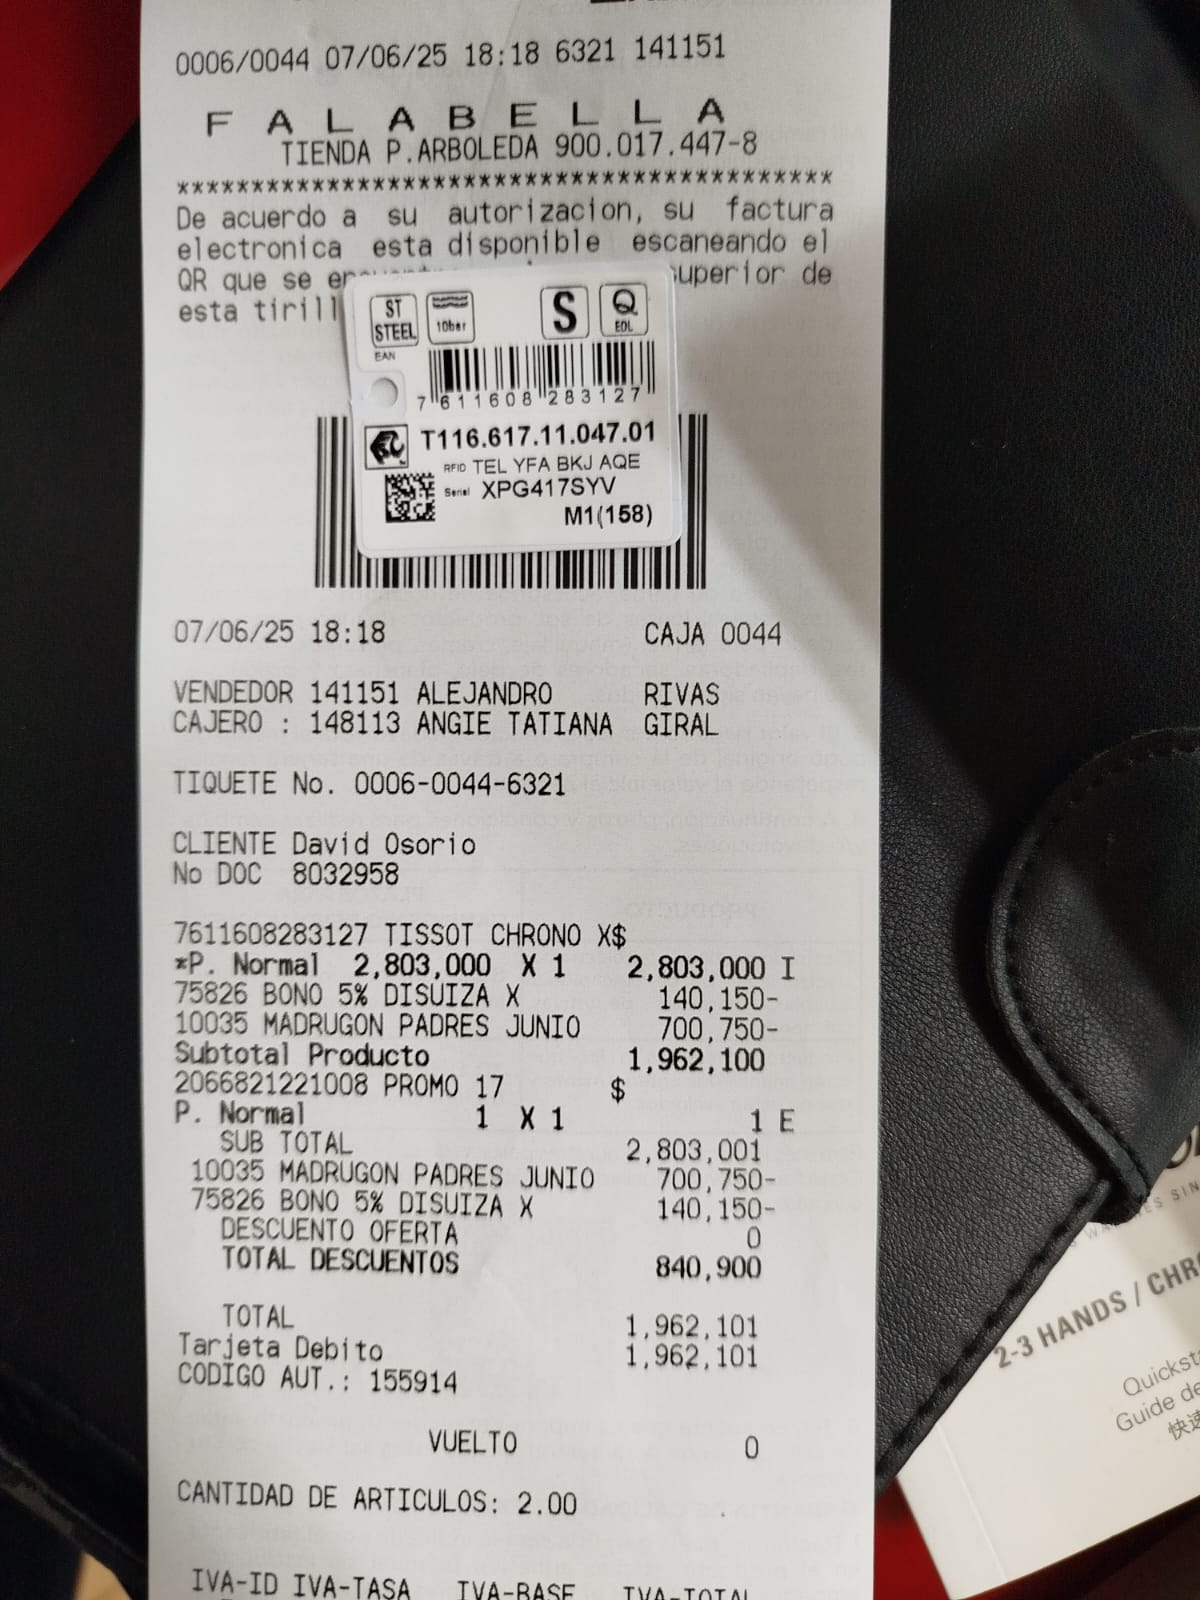 0006/0044 07/06/25 18:18 6321 141151
F A L A B E L L A
TIENDA P.ARBOLEDA 900.017.447-8
********************************************
De acuerdo a su autorizacion, su factura
electronica esta disponible escaneando el
QR que se superior de
esta
ST STEEL
10bar
S
Q EOL
EAN
7 611608 283127
T116.617.11.047.01
RFID TEL YFA BKJ AQE
Serial XPG417SYV
M1(158)
07/06/25 18:18 CAJA 0044
VENDEDOR 141151 ALEJANDRO RIVAS
CAJERO : 148113 ANGIE TATIANA GIRAL
TIQUETE No. 0006-0044-6321
CLIENTE David Osorio
No DOC 8032958
7611608283127 TISSOT CHRONO X$
*P. Normal 2,803,000 X 1 2,803,000 I
75826 BONO 5% DISUIZA X 140,150-
10035 MADRUGON PADRES JUNIO 700,750-
Subtotal Producto 1,962,100
2066821221008 PROMO 17 $
P. Normal 1 X 1 1 E
SUB TOTAL 2,803,001
10035 MADRUGON PADRES JUNIO 700,750-
75826 BONO 5% DISUIZA X 140,150-
DESCUENTO OFERTA 0
TOTAL DESCUENTOS 840,900
TOTAL 1,962,101
Tarjeta Debito 1,962,101
CODIGO AUT.: 155914
VUELTO 0
CANTIDAD DE ARTICULOS: 2.00
IVA-ID IVA-TASA IVA-BASE IVA-TOTAL
2-3 HANDS / CHR
Quickst
Guide de
快速